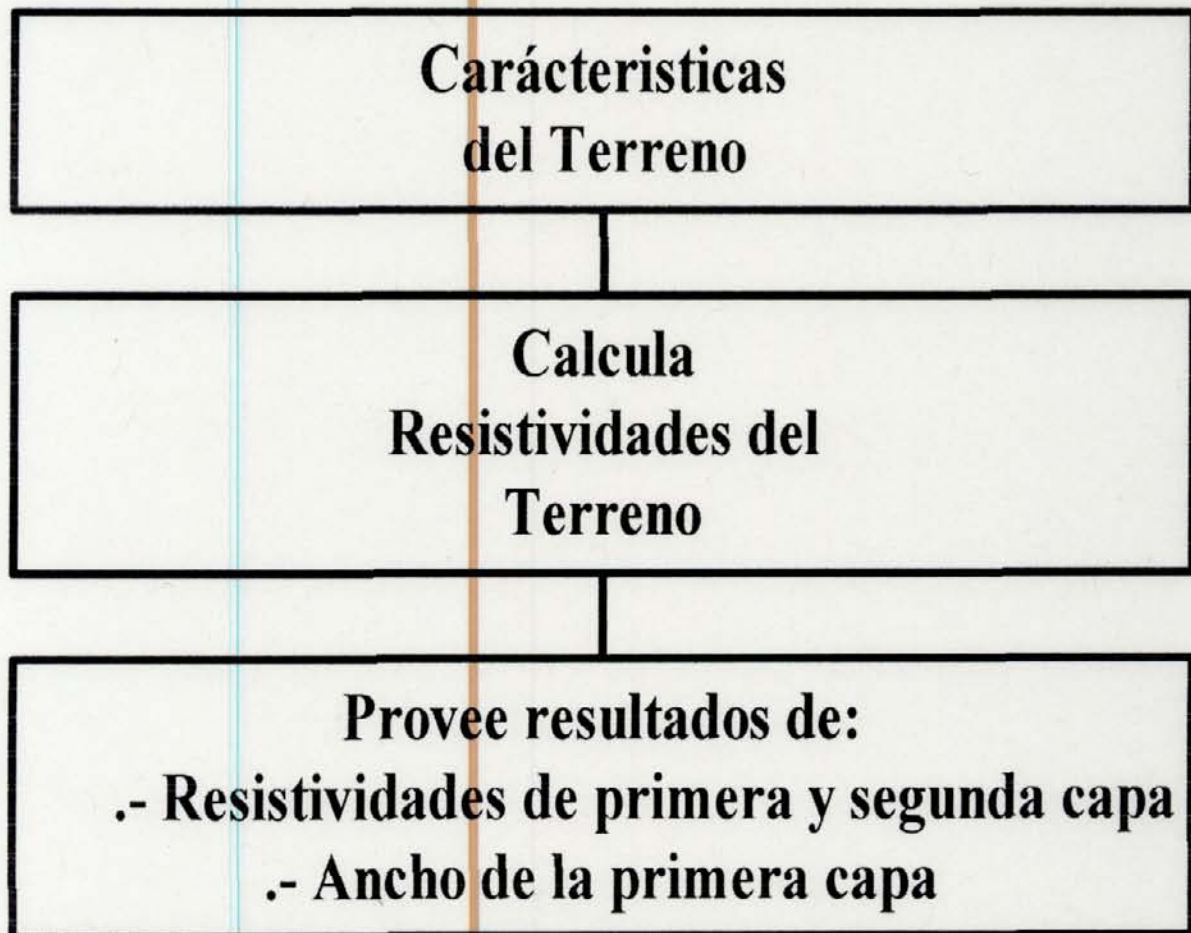 Carácteristicas
del Terreno
Calcula
Resistividades del
Terreno
Provee resultados de:
.- Resistividades de primera y segunda capa
.- Ancho de la primera capa